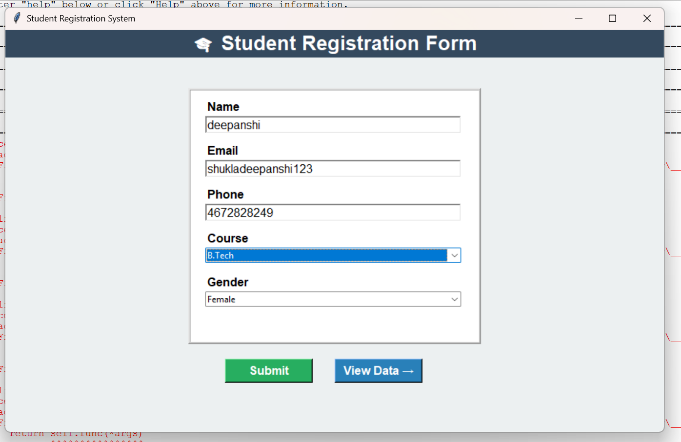 ter "help" below or click "Help" above for more information.
Student Registration System
🎓 Student Registration Form
Name
deepanshi
Email
shukladeepanshi123
Phone
4672828249
Course
B.Tech
Gender
Female
Submit
View Data →
return self.func(*args)